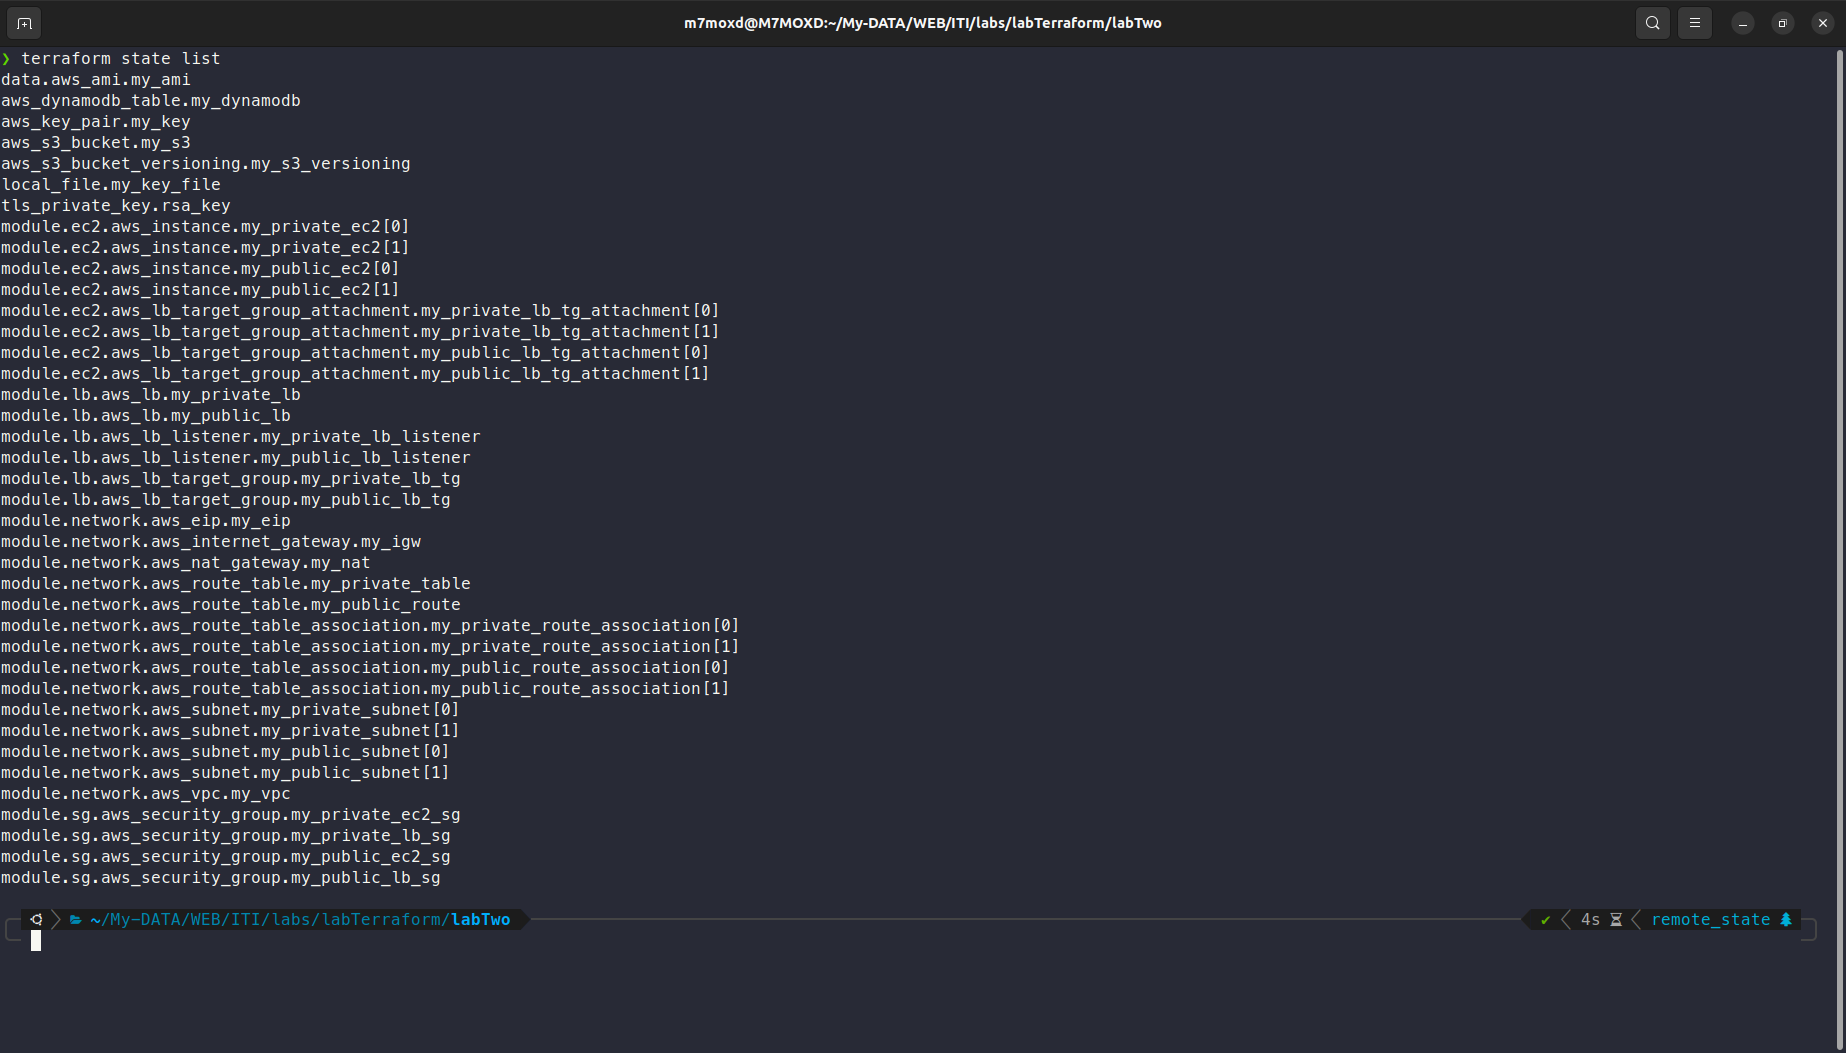 m7moxd@M7MOXD:~/My-DATA/WEB/ITI/labs/labTerraform/labTwo
❯ terraform state list
data.aws_ami.my_ami
aws_dynamodb_table.my_dynamodb
aws_key_pair.my_key
aws_s3_bucket.my_s3
aws_s3_bucket_versioning.my_s3_versioning
local_file.my_key_file
tls_private_key.rsa_key
module.ec2.aws_instance.my_private_ec2[0]
module.ec2.aws_instance.my_private_ec2[1]
module.ec2.aws_instance.my_public_ec2[0]
module.ec2.aws_instance.my_public_ec2[1]
module.ec2.aws_lb_target_group_attachment.my_private_lb_tg_attachment[0]
module.ec2.aws_lb_target_group_attachment.my_private_lb_tg_attachment[1]
module.ec2.aws_lb_target_group_attachment.my_public_lb_tg_attachment[0]
module.ec2.aws_lb_target_group_attachment.my_public_lb_tg_attachment[1]
module.lb.aws_lb.my_private_lb
module.lb.aws_lb.my_public_lb
module.lb.aws_lb_listener.my_private_lb_listener
module.lb.aws_lb_listener.my_public_lb_listener
module.lb.aws_lb_target_group.my_private_lb_tg
module.lb.aws_lb_target_group.my_public_lb_tg
module.network.aws_eip.my_eip
module.network.aws_internet_gateway.my_igw
module.network.aws_nat_gateway.my_nat
module.network.aws_route_table.my_private_table
module.network.aws_route_table.my_public_route
module.network.aws_route_table_association.my_private_route_association[0]
module.network.aws_route_table_association.my_private_route_association[1]
module.network.aws_route_table_association.my_public_route_association[0]
module.network.aws_route_table_association.my_public_route_association[1]
module.network.aws_subnet.my_private_subnet[0]
module.network.aws_subnet.my_private_subnet[1]
module.network.aws_subnet.my_public_subnet[0]
module.network.aws_subnet.my_public_subnet[1]
module.network.aws_vpc.my_vpc
module.sg.aws_security_group.my_private_ec2_sg
module.sg.aws_security_group.my_private_lb_sg
module.sg.aws_security_group.my_public_ec2_sg
module.sg.aws_security_group.my_public_lb_sg
~/My-DATA/WEB/ITI/labs/labTerraform/labTwo ✔ 4s remote_state